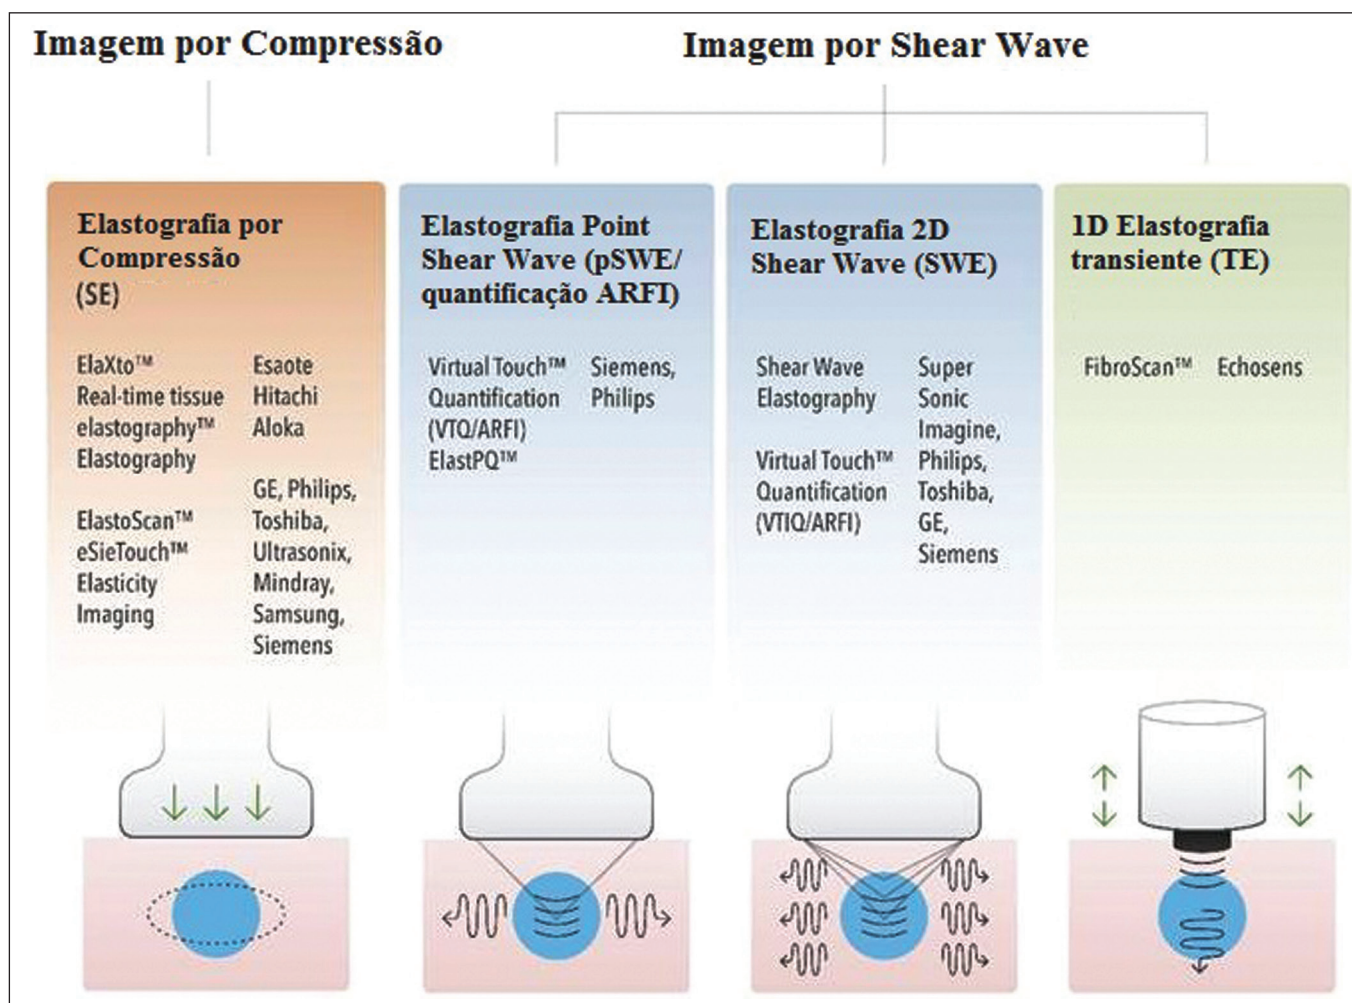 Imagem por Compressão
Imagem por Shear Wave
Elastografia por
Compressão
(SE)
ElaXto™
Real-time tissue
elastography™
Elastography
ElastoScan™
eSieTouch™
Elasticity
Imaging
Esaote
Hitachi
Aloka
GE, Philips,
Toshiba,
Ultrasonix,
Mindray,
Samsung,
Siemens
Elastografia Point
Shear Wave (pSWE/
quantificação ARFI)
Virtual Touch™
Quantification
(VTQ/ARFI)
ElastPQ™
Siemens,
Philips
Elastografia 2D
Shear Wave (SWE)
Shear Wave
Elastography
Virtual Touch™
Quantification
(VTIQ/ARFI)
Super
Sonic
Imagine,
Philips,
Toshiba,
GE,
Siemens
1D Elastografia
transiente (TE)
FibroScan™
Echosens